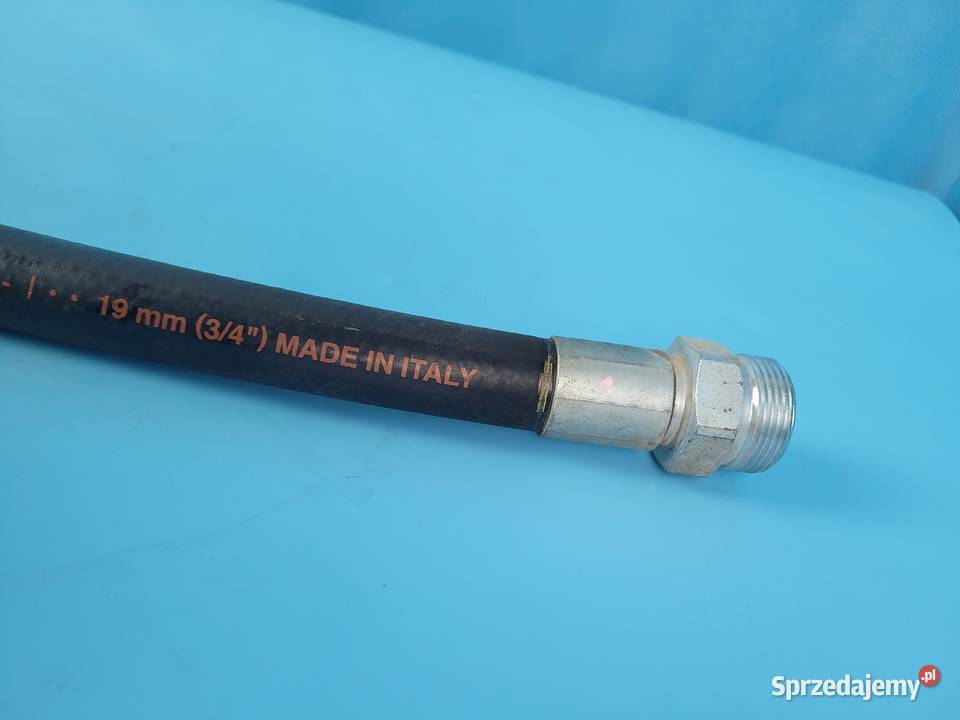 - | • • 19 mm (3/4") MADE IN ITALY
Sprzedajemy.pl